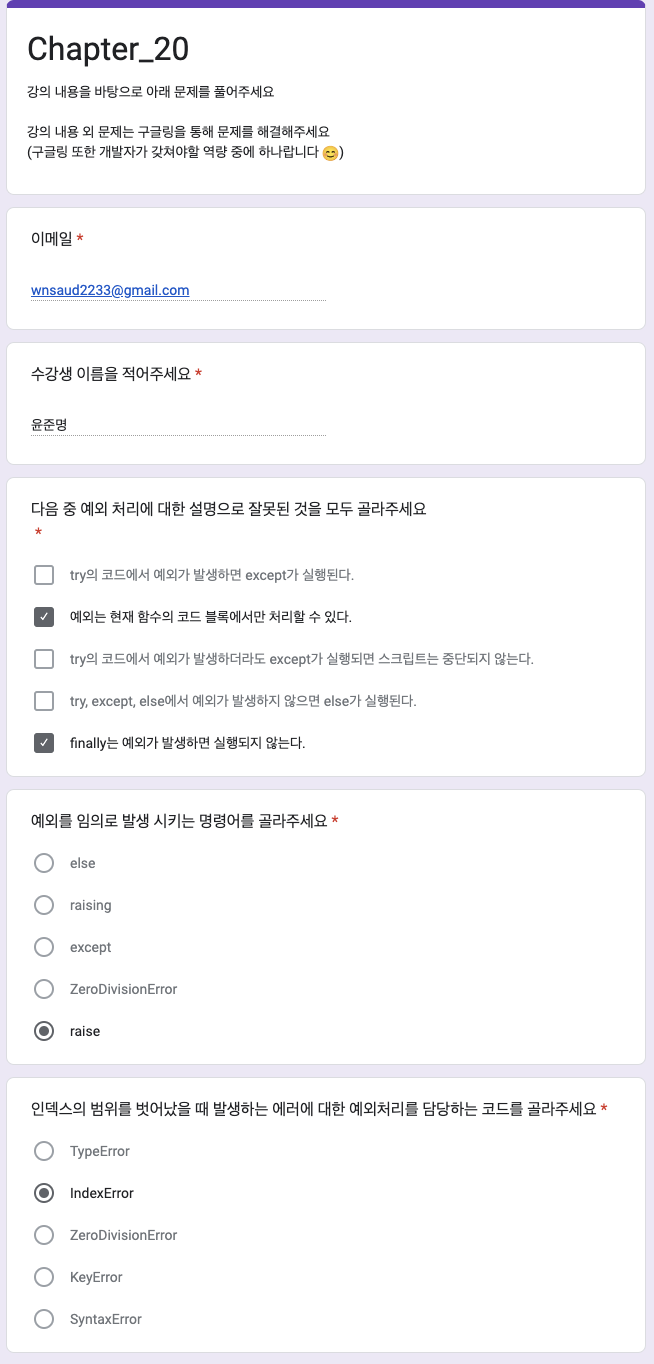 Chapter_20
강의 내용을 바탕으로 아래 문제를 풀어주세요
강의 내용 외 문제는 구글링을 통해 문제를 해결해주세요
(구글링 또한 개발자가 갖쳐야할 역량 중에 하나랍니다 😊)
이메일 *
wnsaud2233@gmail.com
수강생 이름을 적어주세요 *
윤준명
다음 중 예외 처리에 대한 설명으로 잘못된 것을 모두 골라주세요
*
try의 코드에서 예외가 발생하면 except가 실행된다.
예외는 현재 함수의 코드 블록에서만 처리할 수 있다.
try의 코드에서 예외가 발생하더라도 except가 실행되면 스크립트는 중단되지 않는다.
try, except, else에서 예외가 발생하지 않으면 else가 실행된다.
finally는 예외가 발생하면 실행되지 않는다.
예외를 임의로 발생 시키는 명령어를 골라주세요 *
else
raising
except
ZeroDivisionError
raise
인덱스의 범위를 벗어났을 때 발생하는 에러에 대한 예외처리를 담당하는 코드를 골라주세요 *
TypeError
IndexError
ZeroDivisionError
KeyError
SyntaxError